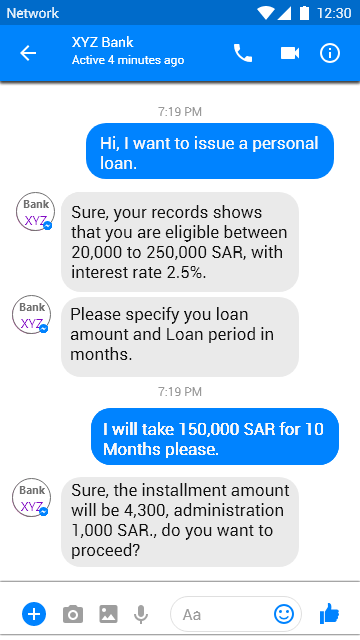 Network 12:30
XYZ Bank
Active 4 minutes ago
7:19 PM
Hi, I want to issue a personal
loan.
Bank
XYZ
Sure, your records shows
that you are eligible between
20,000 to 250,000 SAR, with
interest rate 2.5%.
Bank
XYZ
Please specify you loan
amount and Loan period in
months.
7:19 PM
I will take 150,000 SAR for 10
Months please.
Bank
XYZ
Sure, the installment amount
will be 4,300, administration
1,000 SAR., do you want to
proceed?
Aa